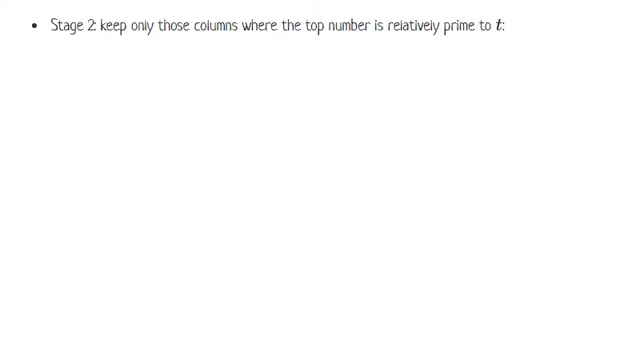 • Stage 2: keep only those columns where the top number is relatively prime to t: